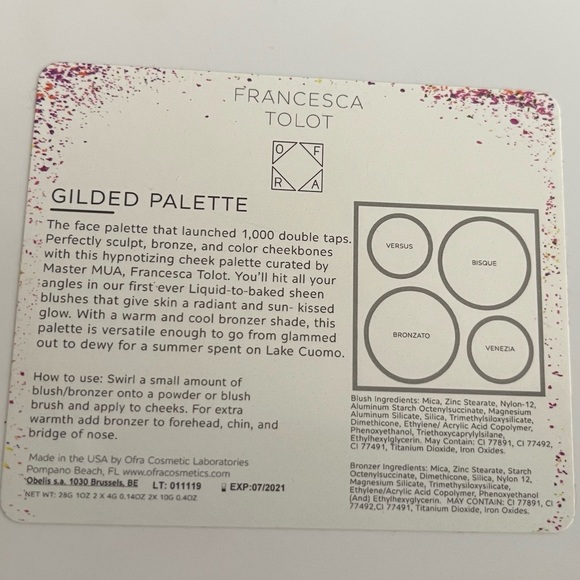 FRANCESCA
TOLOT
O F
R A
GILDED PALETTE
The face palette that launched 1,000 double taps.
Perfectly sculpt, bronze, and color cheekbones
with this hypnotizing cheek palette curated by
Master MUA, Francesca Tolot. You'll hit all your
angles in our first ever Liquid-to-baked sheen
blushes that give skin a radiant and sun- kissed
glow. With a warm and cool bronzer shade, this
palette is versatile enough to go from glammed
out to dewy for a summer spent on Lake Cuomo.
How to use: Swirl a small amount of
blush/bronzer onto a powder or blush
brush and apply to cheeks. For extra
warmth add bronzer to forehead, chin, and
bridge of nose.
Made in the USA by Ofra Cosmetic Laboratories
Pompano Beach, FL www.ofracosmetics.com
Obelis s.a. 1030 Brussels, BE LT: 011119 EXP:07/2021
NET WT: 28G 1OZ 2 X 4G 0.14OZ 2X 10G 0.4OZ
VERSUS
BISQUE
BRONZATO
VENEZIA
Blush Ingredients: Mica, Zinc Stearate, Nylon-12,
Aluminum Starch Octenylsuccinate, Magnesium
Aluminum Silicate, Silica, Trimethylsiloxysilicate,
Dimethicone, Ethylene/ Acrylic Acid Copolymer,
Phenoxyethanol, Triethoxycaprylylsilane,
Ethylhexylglycerin. May Contain: CI 77891, CI 77492,
CI 77491, Titanium Dioxide, Iron Oxides.
Bronzer Ingredients: Mica, Zinc Stearate, Starch
Octenylsuccinate, Dimethicone, Silica, Nylon 12,
Magnesium Silicate, Trimethylsiloxysilicate,
Ethylene/Acrylic Acid Copolymer, Phenoxyethanol
(And) Ethylhexyglycerin. MAY CONTAIN: CI 77891, CI
77492,CI 77491, Titanium Dioxide, Iron Oxides.